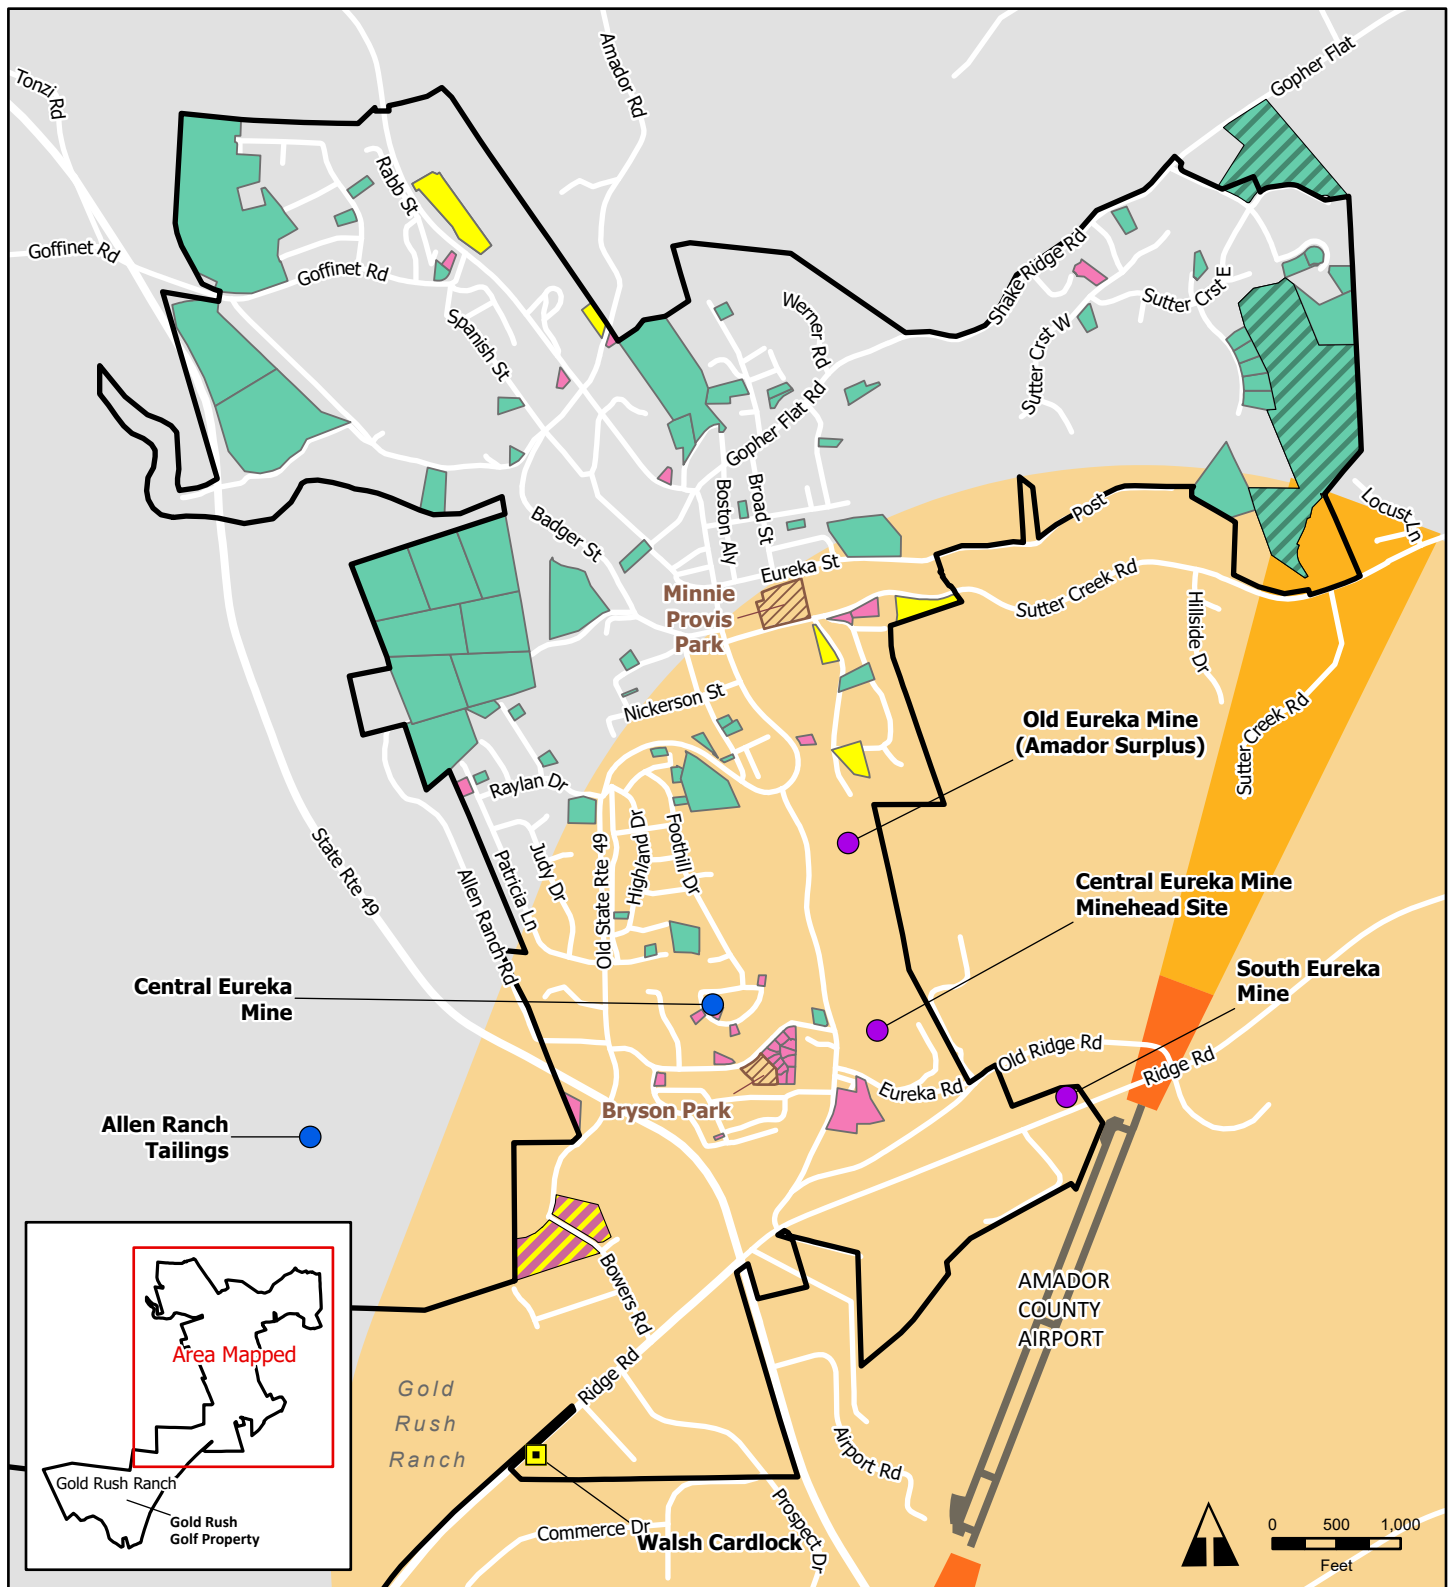 Gopher Flat
Amador Rd
Tonzi Rd
Rabb St
Goffinet Rd
Goffinet Rd
Shake Ridge Rd
Sutter Crst E
Sutter Crst W
Werner Rd
Spanish St
Gopher Flat Rd
Boston Aly
Broad St
Badger St
Post
Locust Ln
Eureka St
Minnie
Provis
Park
Sutter Creek Rd
Hillside Dr
Nickerson St
Old Eureka Mine
(Amador Surplus)
Sutter Creek Rd
Raylan Dr
Highland Dr
Foothill Dr
Judy Dr
Old State Rte 49
Patricia Ln
State Rte 49
Allen Ranch Rd
Central Eureka Mine
Minehead Site
Central Eureka
Mine
South Eureka
Mine
Old Ridge Rd
Ridge Rd
Eureka Rd
Bryson Park
Allen Ranch
Tailings
Bowers Rd
AMADOR
COUNTY
AIRPORT
Ridge Rd
Gold
Rush
Ranch
Airport Rd
Prospect Dr
Commerce Dr
Walsh Cardlock
Area Mapped
Gold Rush Ranch
Gold Rush
Golf Property
0 500 1,000
Feet